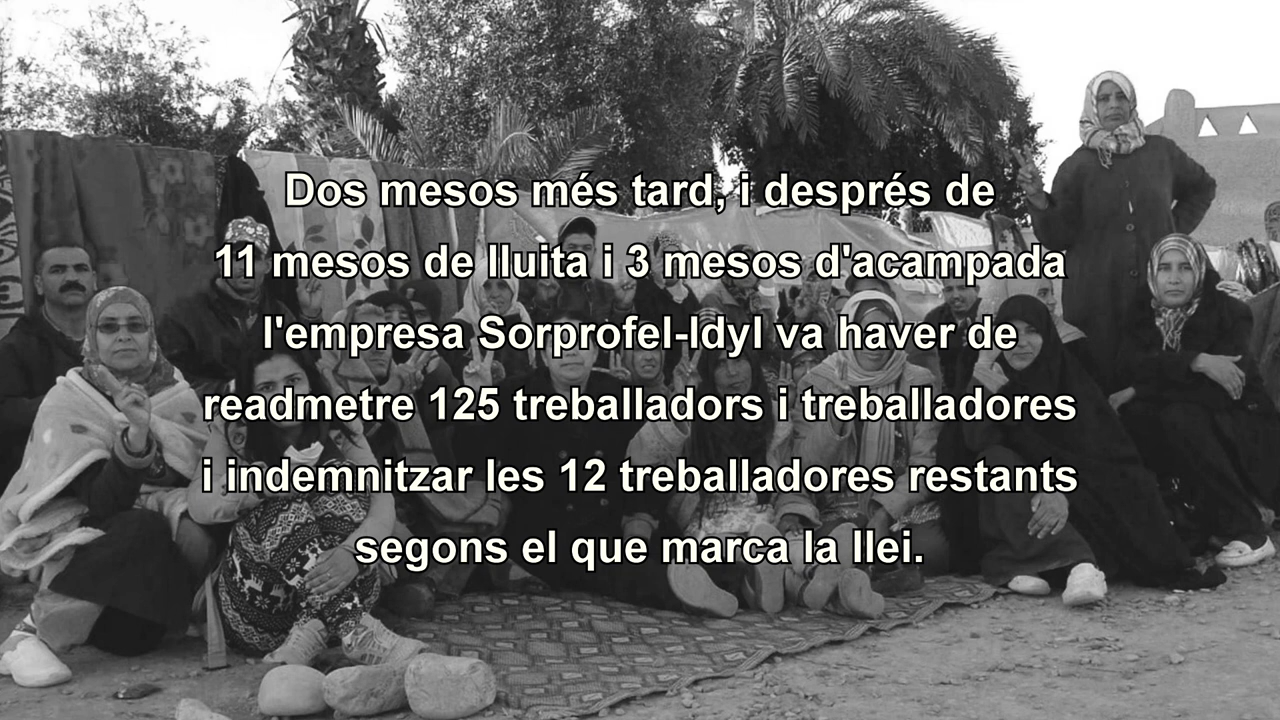 Dos mesos més tard, i després de
11 mesos de lluita i 3 mesos d'acampada
l'empresa Sorprofel-Idyl va haver de
readmetre 125 treballadors i treballadores
i indemnitzar les 12 treballadores restants
segons el que marca la llei.